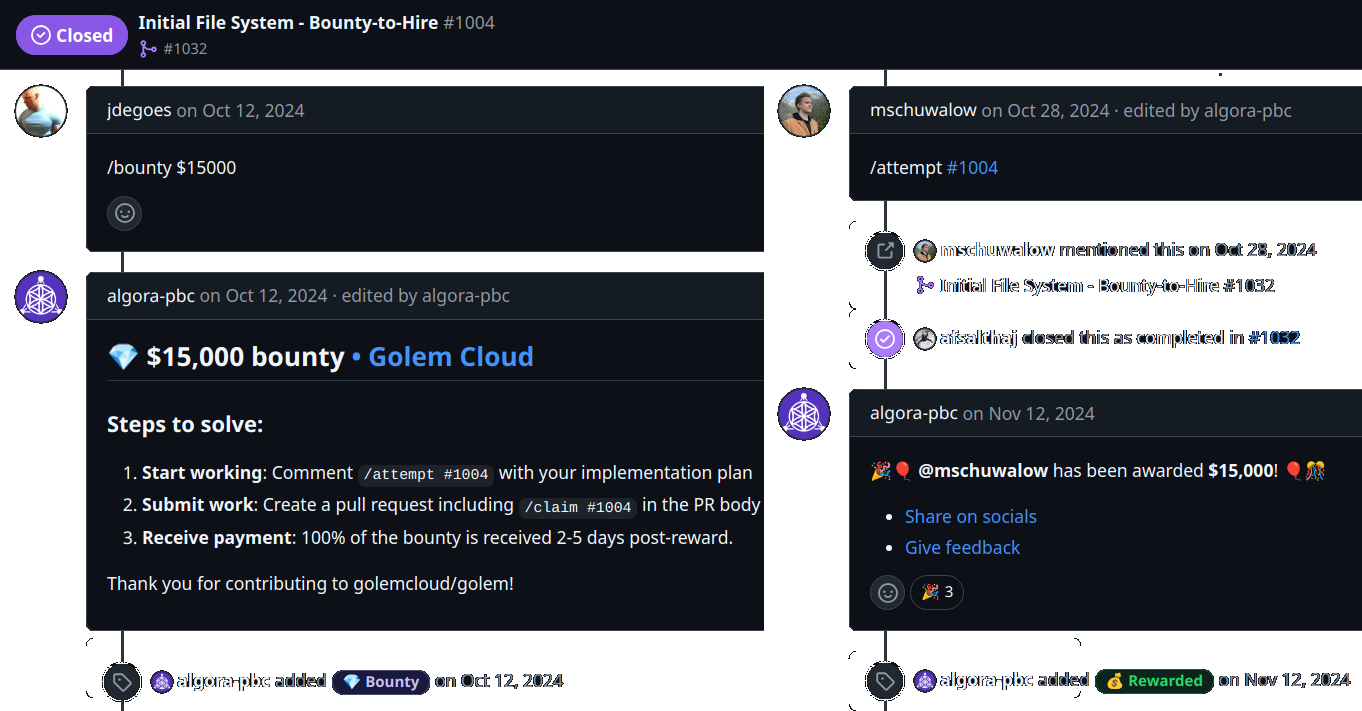 Closed
Initial File System - Bounty-to-Hire #1004
#1032
jdegoes on Oct 12, 2024
/bounty $15000
algora-pbc on Oct 12, 2024 · edited by algora-pbc
💎 $15,000 bounty • Golem Cloud
Steps to solve:
1. Start working: Comment /attempt #1004 with your implementation plan
2. Submit work: Create a pull request including /claim #1004 in the PR body
3. Receive payment: 100% of the bounty is received 2-5 days post-reward.
Thank you for contributing to golemcloud/golem!
algora-pbc added 💎 Bounty on Oct 12, 2024
mschuwalow on Oct 28, 2024 · edited by algora-pbc
/attempt #1004
mschuwalow mentioned this on Oct 28, 2024
Initial File System - Bounty-to-Hire #1032
afsalthaj closed this as completed in #1032
algora-pbc on Nov 12, 2024
🎉🎈 @mschuwalow has been awarded $15,000! 🎈🎊
• Share on socials
• Give feedback
🎉 3
algora-pbc added 💰 Rewarded on Nov 12, 2024